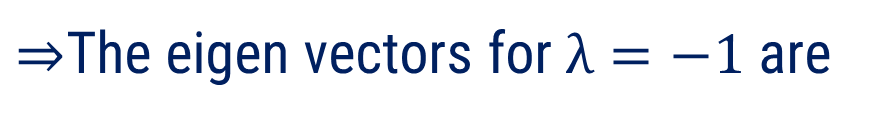 ⇒The eigen vectors for λ = −1 are